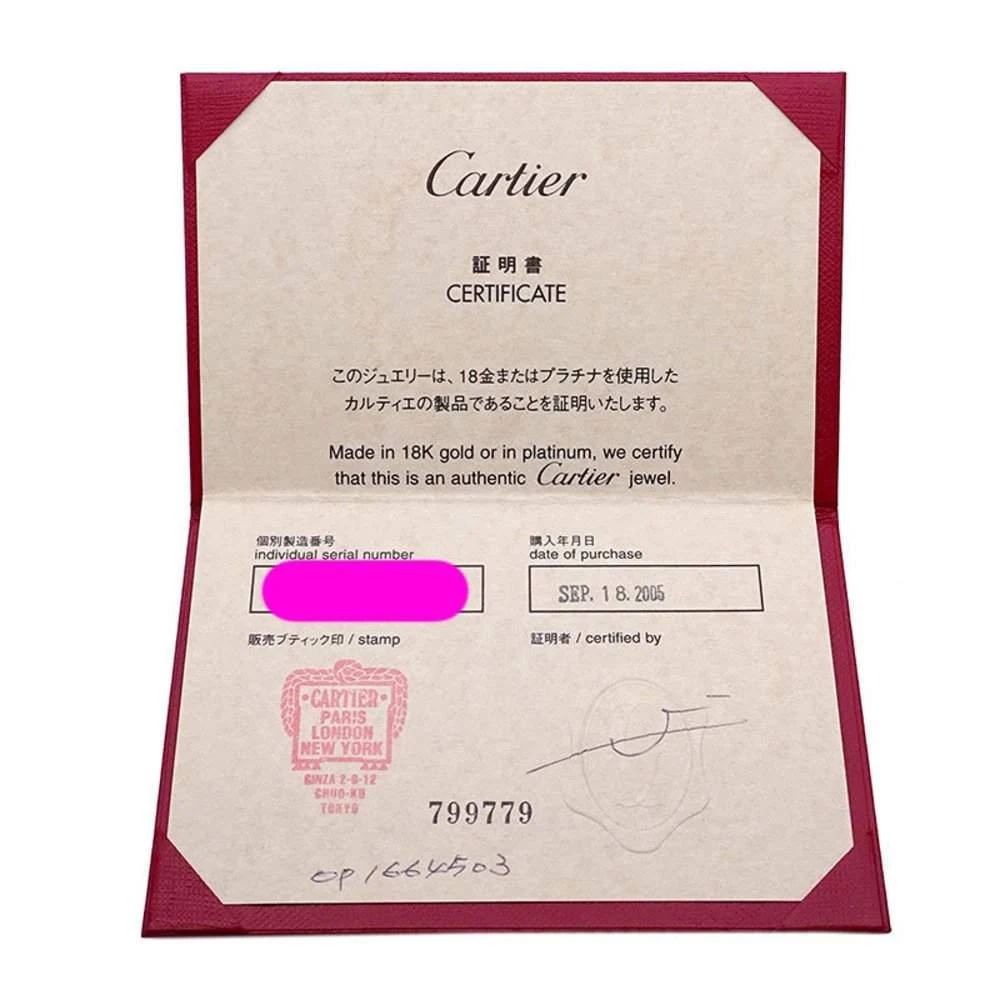 Cartier
証明書
CERTIFICATE
このジュエリーは、18金またはプラチナを使用した
カルティエの製品であることを証明いたします。
Made in 18K gold or in platinum, we certify
that this is an authentic Cartier jewel.
個別製造番号
individual serial number
購入年月日
date of purchase
SEP. 18. 2005
販売ブティック印 / stamp
証明者 / certified by
CARTIER
PARIS
LONDON
NEW YORK
GINZA 2-6-12
CHUO-KU
TOKYO
799779
OP1664503